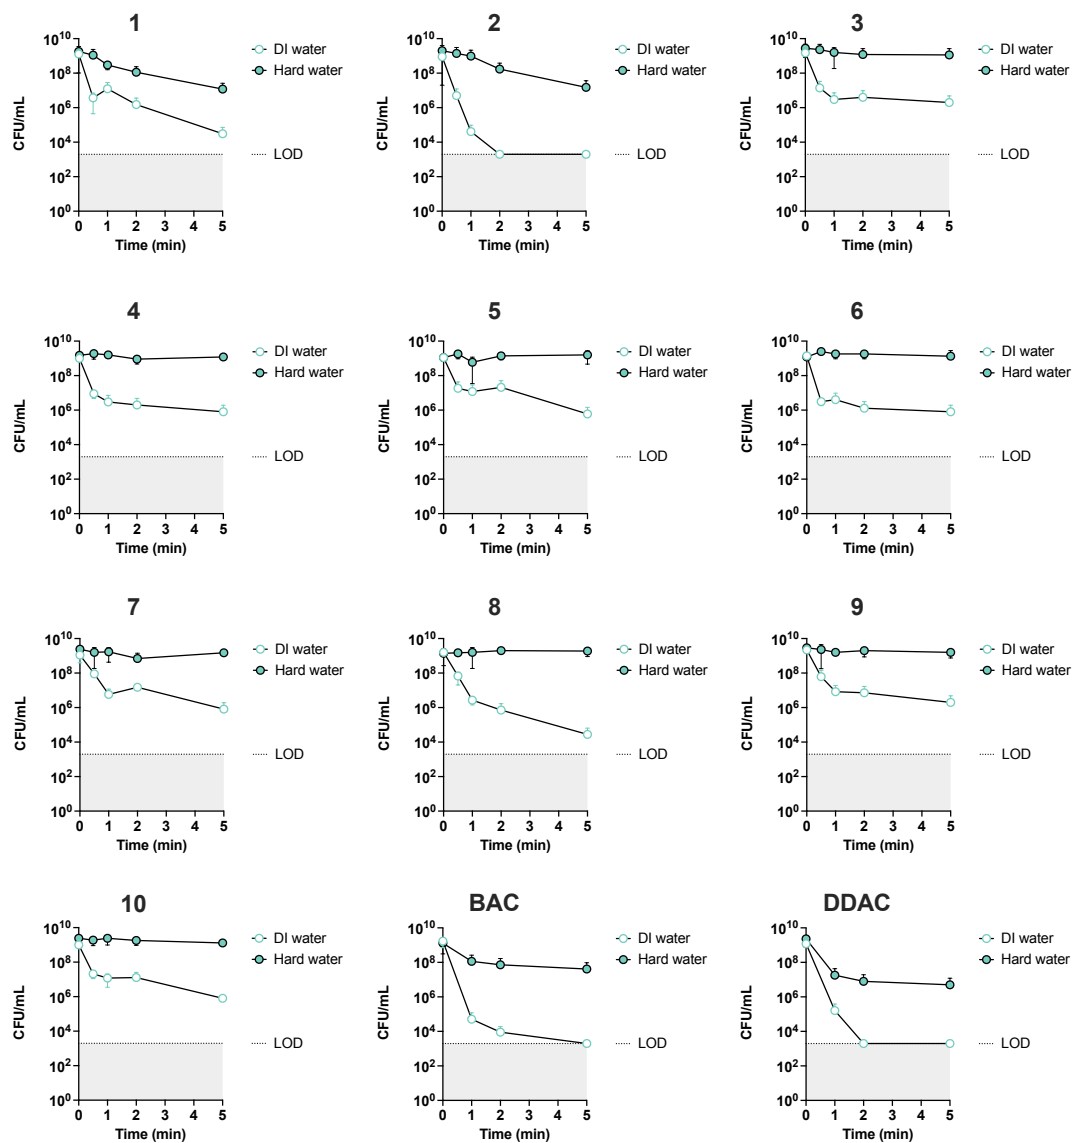 1
CFU/mL
10¹⁰
10⁸
10⁶
10⁴
10²
10⁰
0 1 2 3 4 5
Time (min)
DI water
Hard water
LOD
2
CFU/mL
10¹⁰
10⁸
10⁶
10⁴
10²
10⁰
0 1 2 3 4 5
Time (min)
DI water
Hard water
LOD
3
CFU/mL
10¹⁰
10⁸
10⁶
10⁴
10²
10⁰
0 1 2 3 4 5
Time (min)
DI water
Hard water
LOD
4
CFU/mL
10¹⁰
10⁸
10⁶
10⁴
10²
10⁰
0 1 2 3 4 5
Time (min)
DI water
Hard water
LOD
5
CFU/mL
10¹⁰
10⁸
10⁶
10⁴
10²
10⁰
0 1 2 3 4 5
Time (min)
DI water
Hard water
LOD
6
CFU/mL
10¹⁰
10⁸
10⁶
10⁴
10²
10⁰
0 1 2 3 4 5
Time (min)
DI water
Hard water
LOD
7
CFU/mL
10¹⁰
10⁸
10⁶
10⁴
10²
10⁰
0 1 2 3 4 5
Time (min)
DI water
Hard water
LOD
8
CFU/mL
10¹⁰
10⁸
10⁶
10⁴
10²
10⁰
0 1 2 3 4 5
Time (min)
DI water
Hard water
LOD
9
CFU/mL
10¹⁰
10⁸
10⁶
10⁴
10²
10⁰
0 1 2 3 4 5
Time (min)
DI water
Hard water
LOD
10
CFU/mL
10¹⁰
10⁸
10⁶
10⁴
10²
10⁰
0 1 2 3 4 5
Time (min)
DI water
Hard water
LOD
BAC
CFU/mL
10¹⁰
10⁸
10⁶
10⁴
10²
10⁰
0 1 2 3 4 5
Time (min)
DI water
Hard water
LOD
DDAC
CFU/mL
10¹⁰
10⁸
10⁶
10⁴
10²
10⁰
0 1 2 3 4 5
Time (min)
DI water
Hard water
LOD